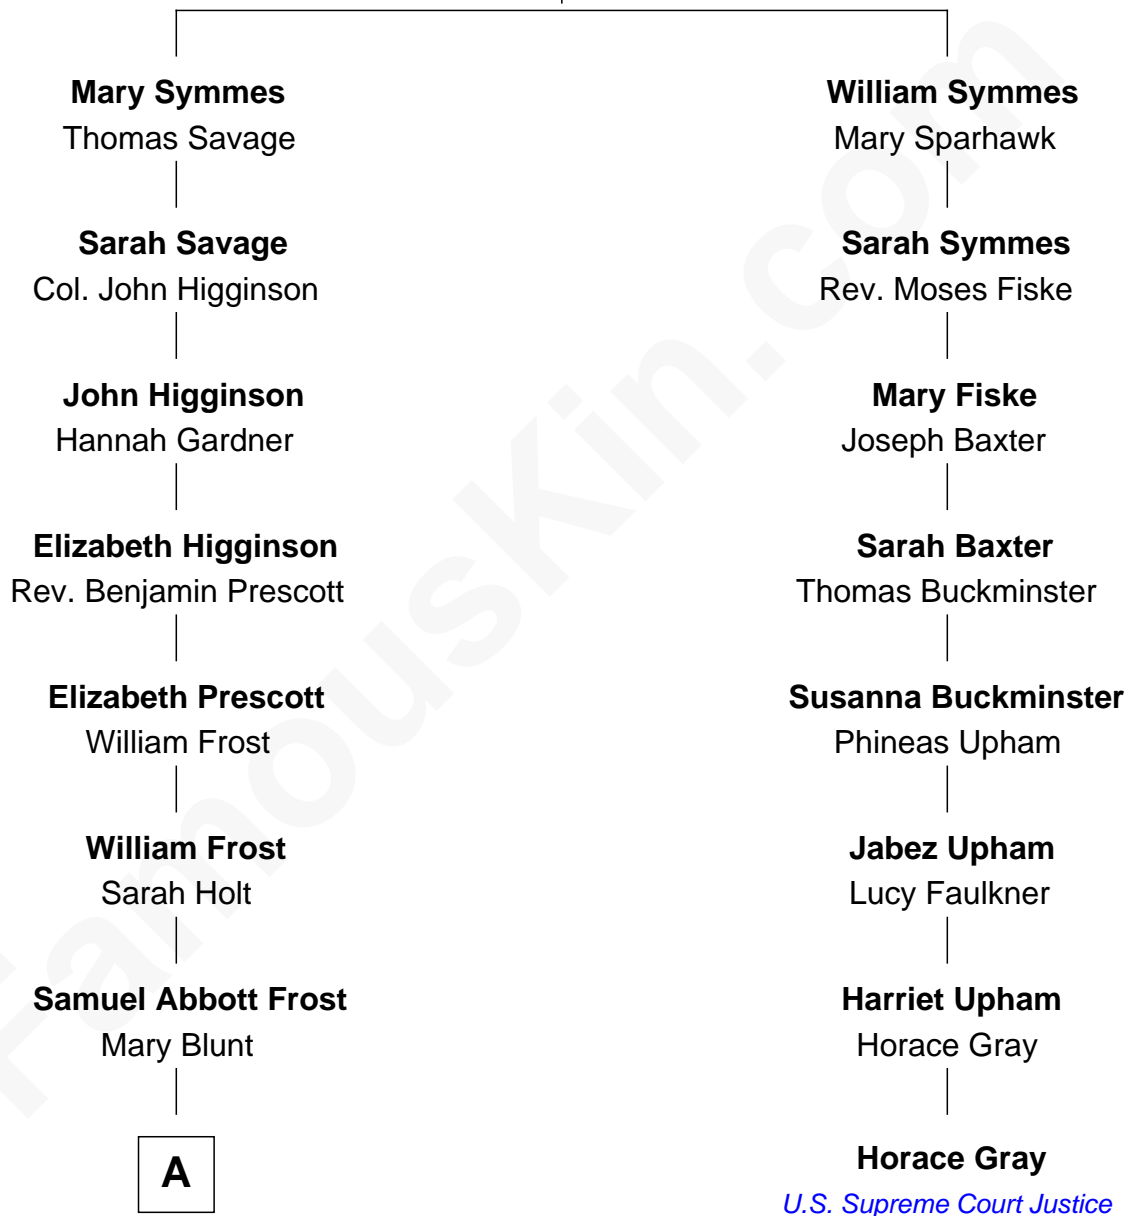 Mary Symmes
Thomas Savage
Sarah Savage
Col. John Higginson
John Higginson
Hannah Gardner
Elizabeth Higginson
Rev. Benjamin Prescott
Elizabeth Prescott
William Frost
William Frost
Sarah Holt
Samuel Abbott Frost
Mary Blunt
A
William Symmes
Mary Sparhawk
Sarah Symmes
Rev. Moses Fiske
Mary Fiske
Joseph Baxter
Sarah Baxter
Thomas Buckminster
Susanna Buckminster
Phineas Upham
Jabez Upham
Lucy Faulkner
Harriet Upham
Horace Gray
Horace Gray
U.S. Supreme Court Justice
FamousKin.com